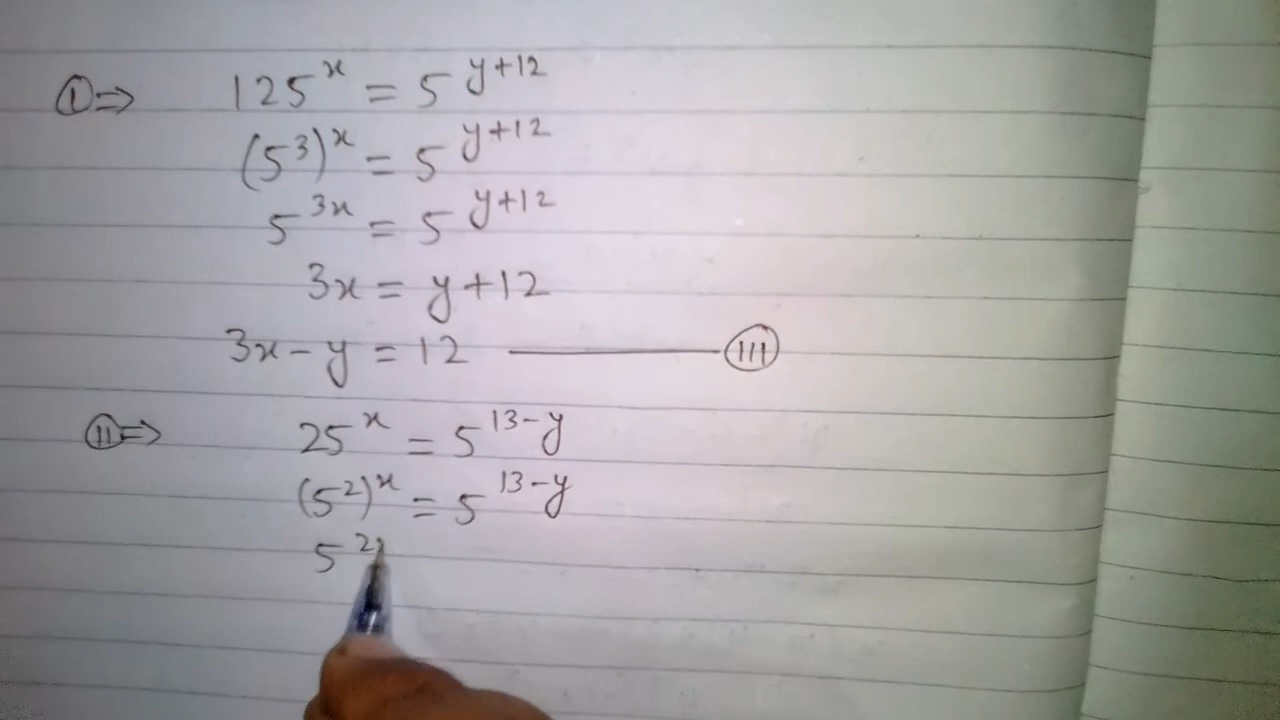 Ⓘ⇒ 125^x = 5^{y+12}
(5^3)^x = 5^{y+12}
5^{3x} = 5^{y+12}
3x = y+12
3x - y = 12 ——— (III)
(II)⇒ 25^x = 5^{13-y}
(5^2)^x = 5^{13-y}
5^2